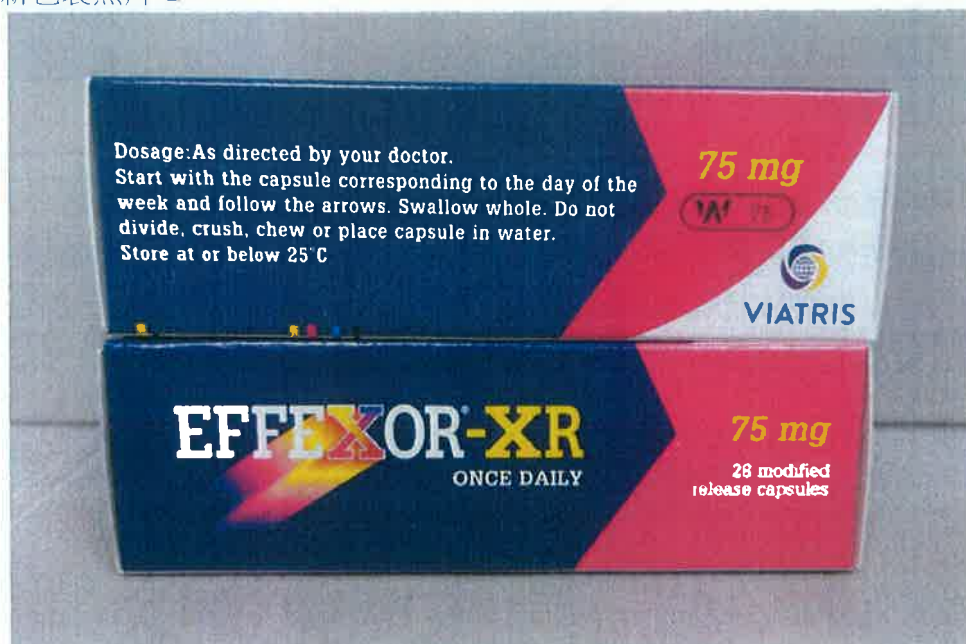 Dosage:As directed by your doctor.
Start with the capsule corresponding to the day of the
week and follow the arrows. Swallow whole. Do not
divide, crush, chew or place capsule in water.
Store at or below 25°C
75 mg
W 75
VIATRIS
EFFEXOR®-XR
ONCE DAILY
75 mg
28 modified
release capsules